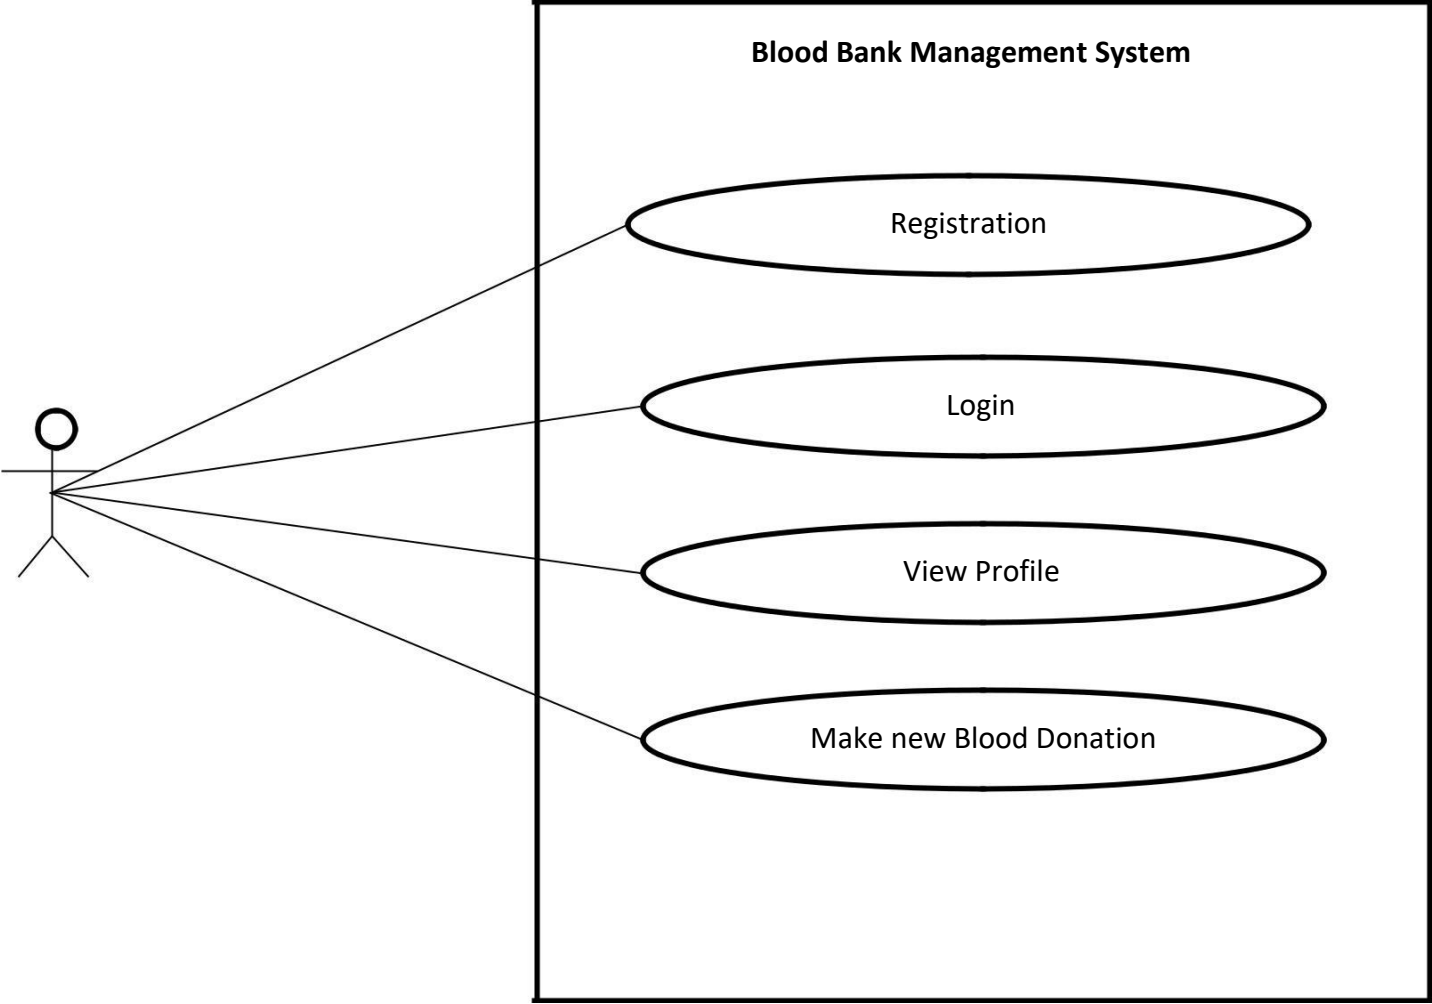 Blood Bank Management System
Registration
Login
View Profile
Make new Blood Donation